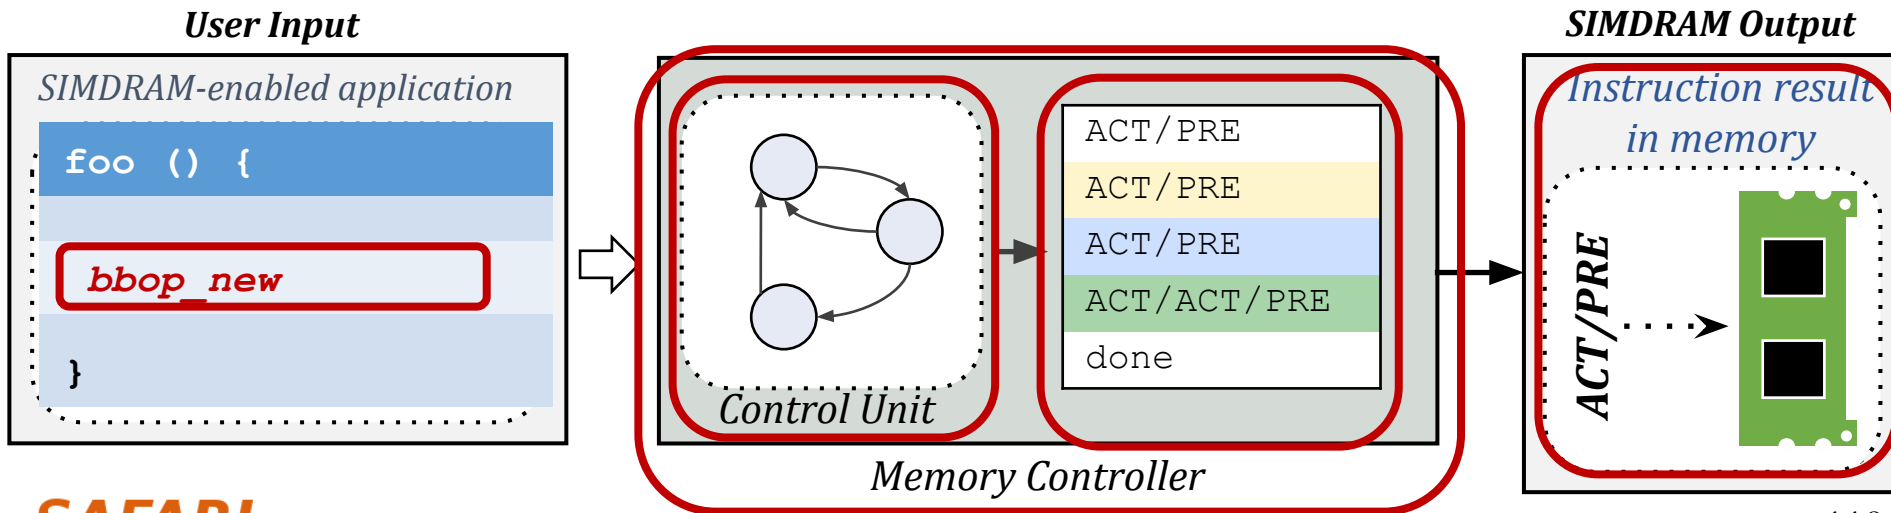 User Input
SIMDRAM-enabled application
foo () {
bbop_new
}
Control Unit
ACT/PRE
ACT/PRE
ACT/PRE
ACT/ACT/PRE
done
Memory Controller
SIMDRAM Output
Instruction result
in memory
ACT/PRE
SAFARI